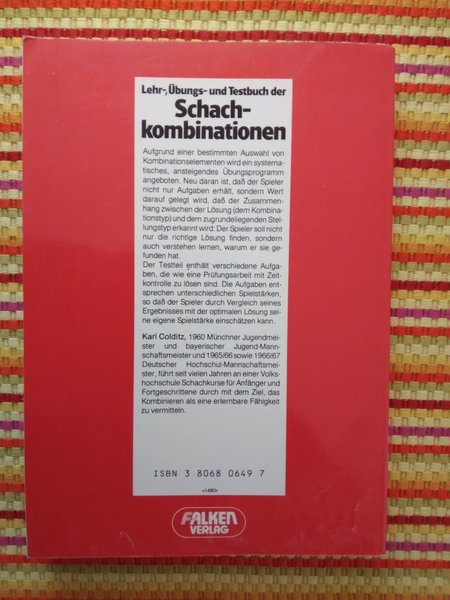 Lehr-, Übungs- und Testbuch der
Schach-
kombinationen
Aufgrund einer bestimmten Auswahl von
Kombinationselementen wird ein systema-
tisches, ansteigendes Übungsprogramm
angeboten. Neu daran ist, daß der Spieler
nicht nur Aufgaben erhält, sondern Wert
darauf gelegt wird, daß der Zusammen-
hang zwischen der Lösung (dem Kombina-
tionstyp) und dem zugrundeliegenden Stel-
lungstyp erkannt wird. Der Spieler soll nicht
nur die richtige Lösung finden, sondern
auch verstehen lernen, warum er sie ge-
funden hat.
Der Testteil enthält verschiedene Aufga-
ben, die wie eine Prüfungsarbeit mit Zeit-
kontrolle zu lösen sind. Die Aufgaben ent-
sprechen unterschiedlichen Spielstärken,
so daß der Spieler durch Vergleich seines
Ergebnisses mit der optimalen Lösung sei-
ne eigene Spielstärke einschätzen kann.
Karl Colditz, 1960 Münchner Jugendmei-
ster und bayerischer Jugend-Mann-
schaftsmeister und 1965/66 sowie 1966/67
Deutscher Hochschul-Mannschaftsmei-
ster, führt seit vielen Jahren an einer Volks-
hochschule Schachkurse für Anfänger und
Fortgeschrittene durch mit dem Ziel, das
Kombinieren als eine erlernbare Fähigkeit
zu vermitteln.
ISBN 3 8068 0649 7
»1480«
FALKEN
VERLAG